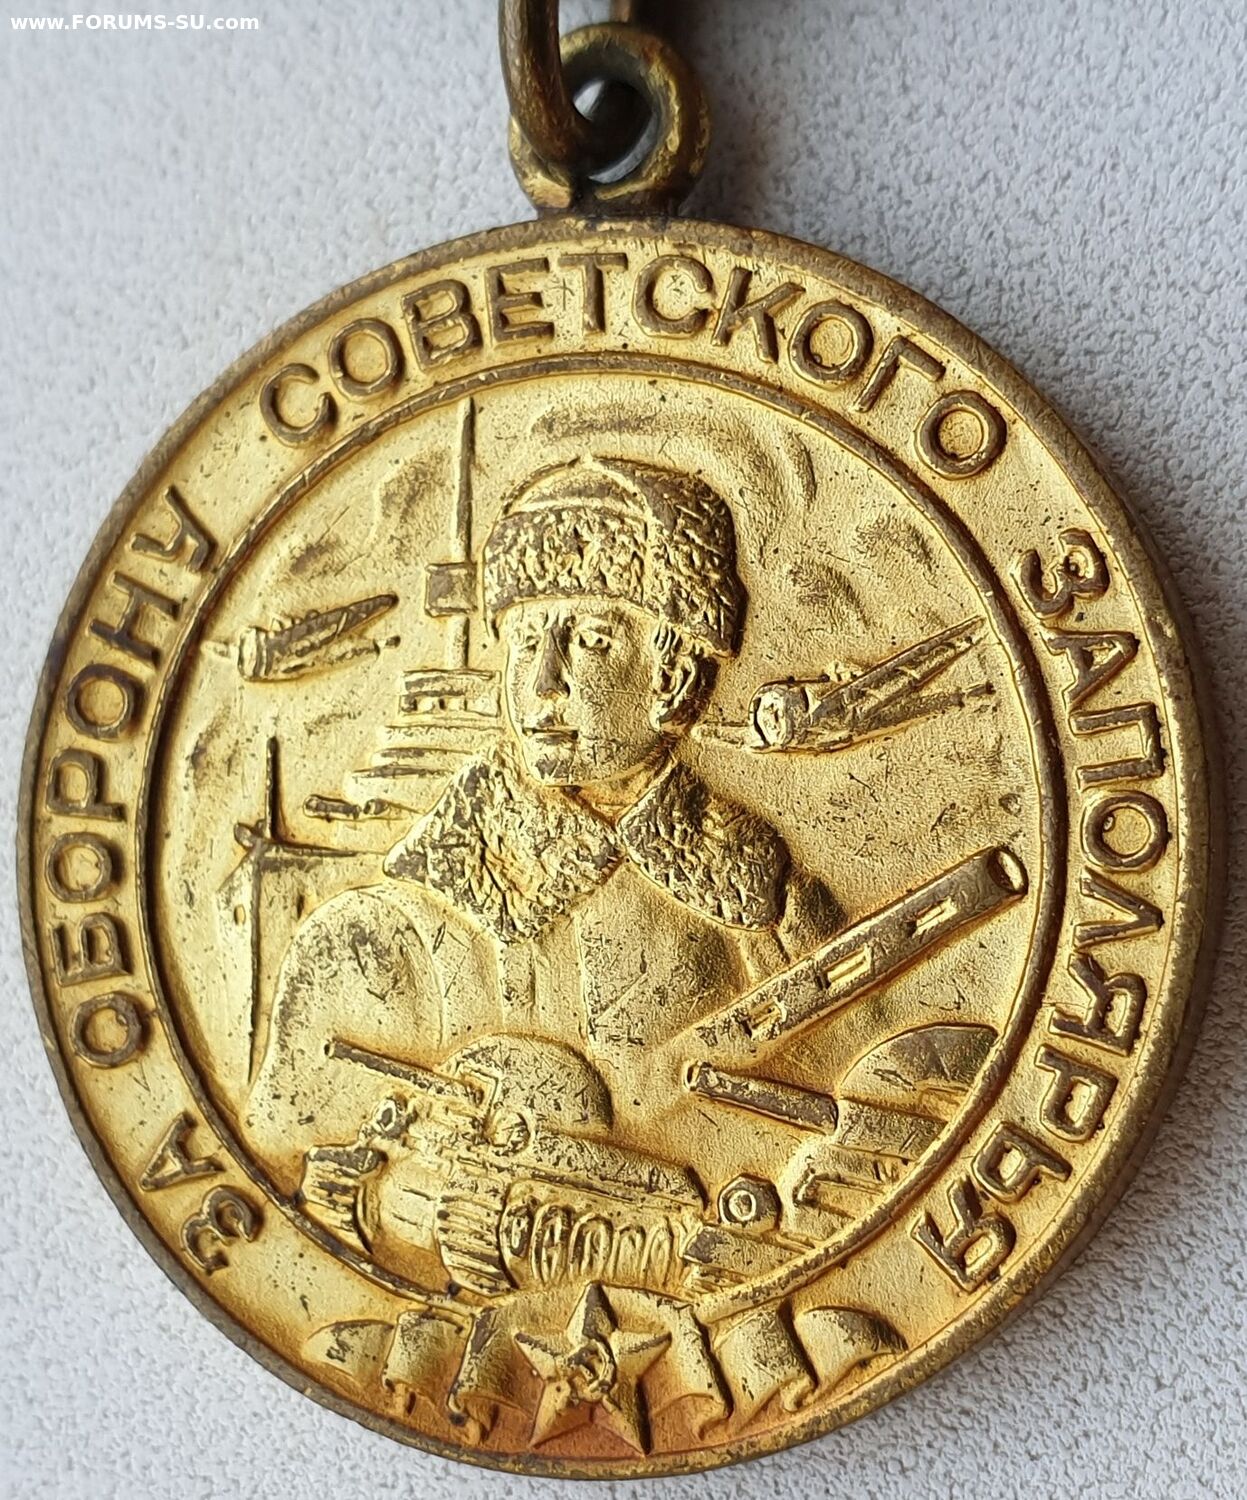 www.FORUMS-SU.com
ЗА ОБОРОНУ СОВЕТСКОГО ЗАПОЛЯРЬЯ